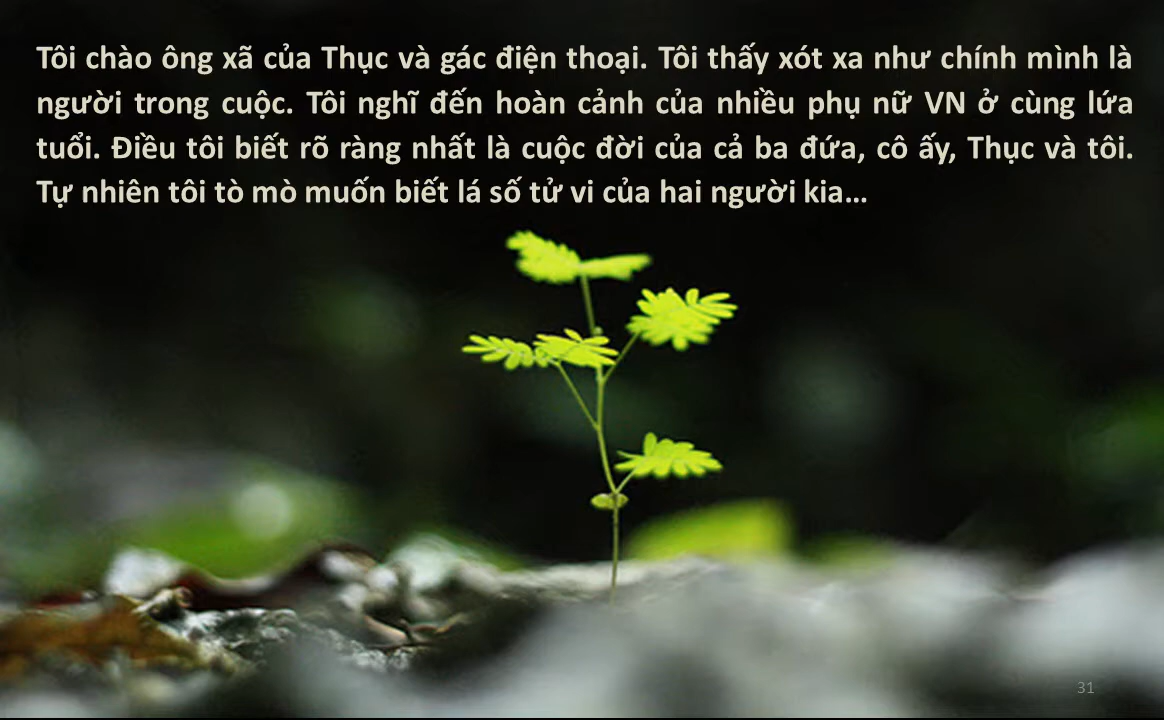 Tôi chào ông xã của Thục và gác điện thoại. Tôi thấy xót xa như chính mình là
người trong cuộc. Tôi nghĩ đến hoàn cảnh của nhiều phụ nữ VN ở cùng lứa
tuổi. Điều tôi biết rõ ràng nhất là cuộc đời của cả ba đứa, cô ấy, Thục và tôi.
Tự nhiên tôi tò mò muốn biết lá số tử vi của hai người kia…
31